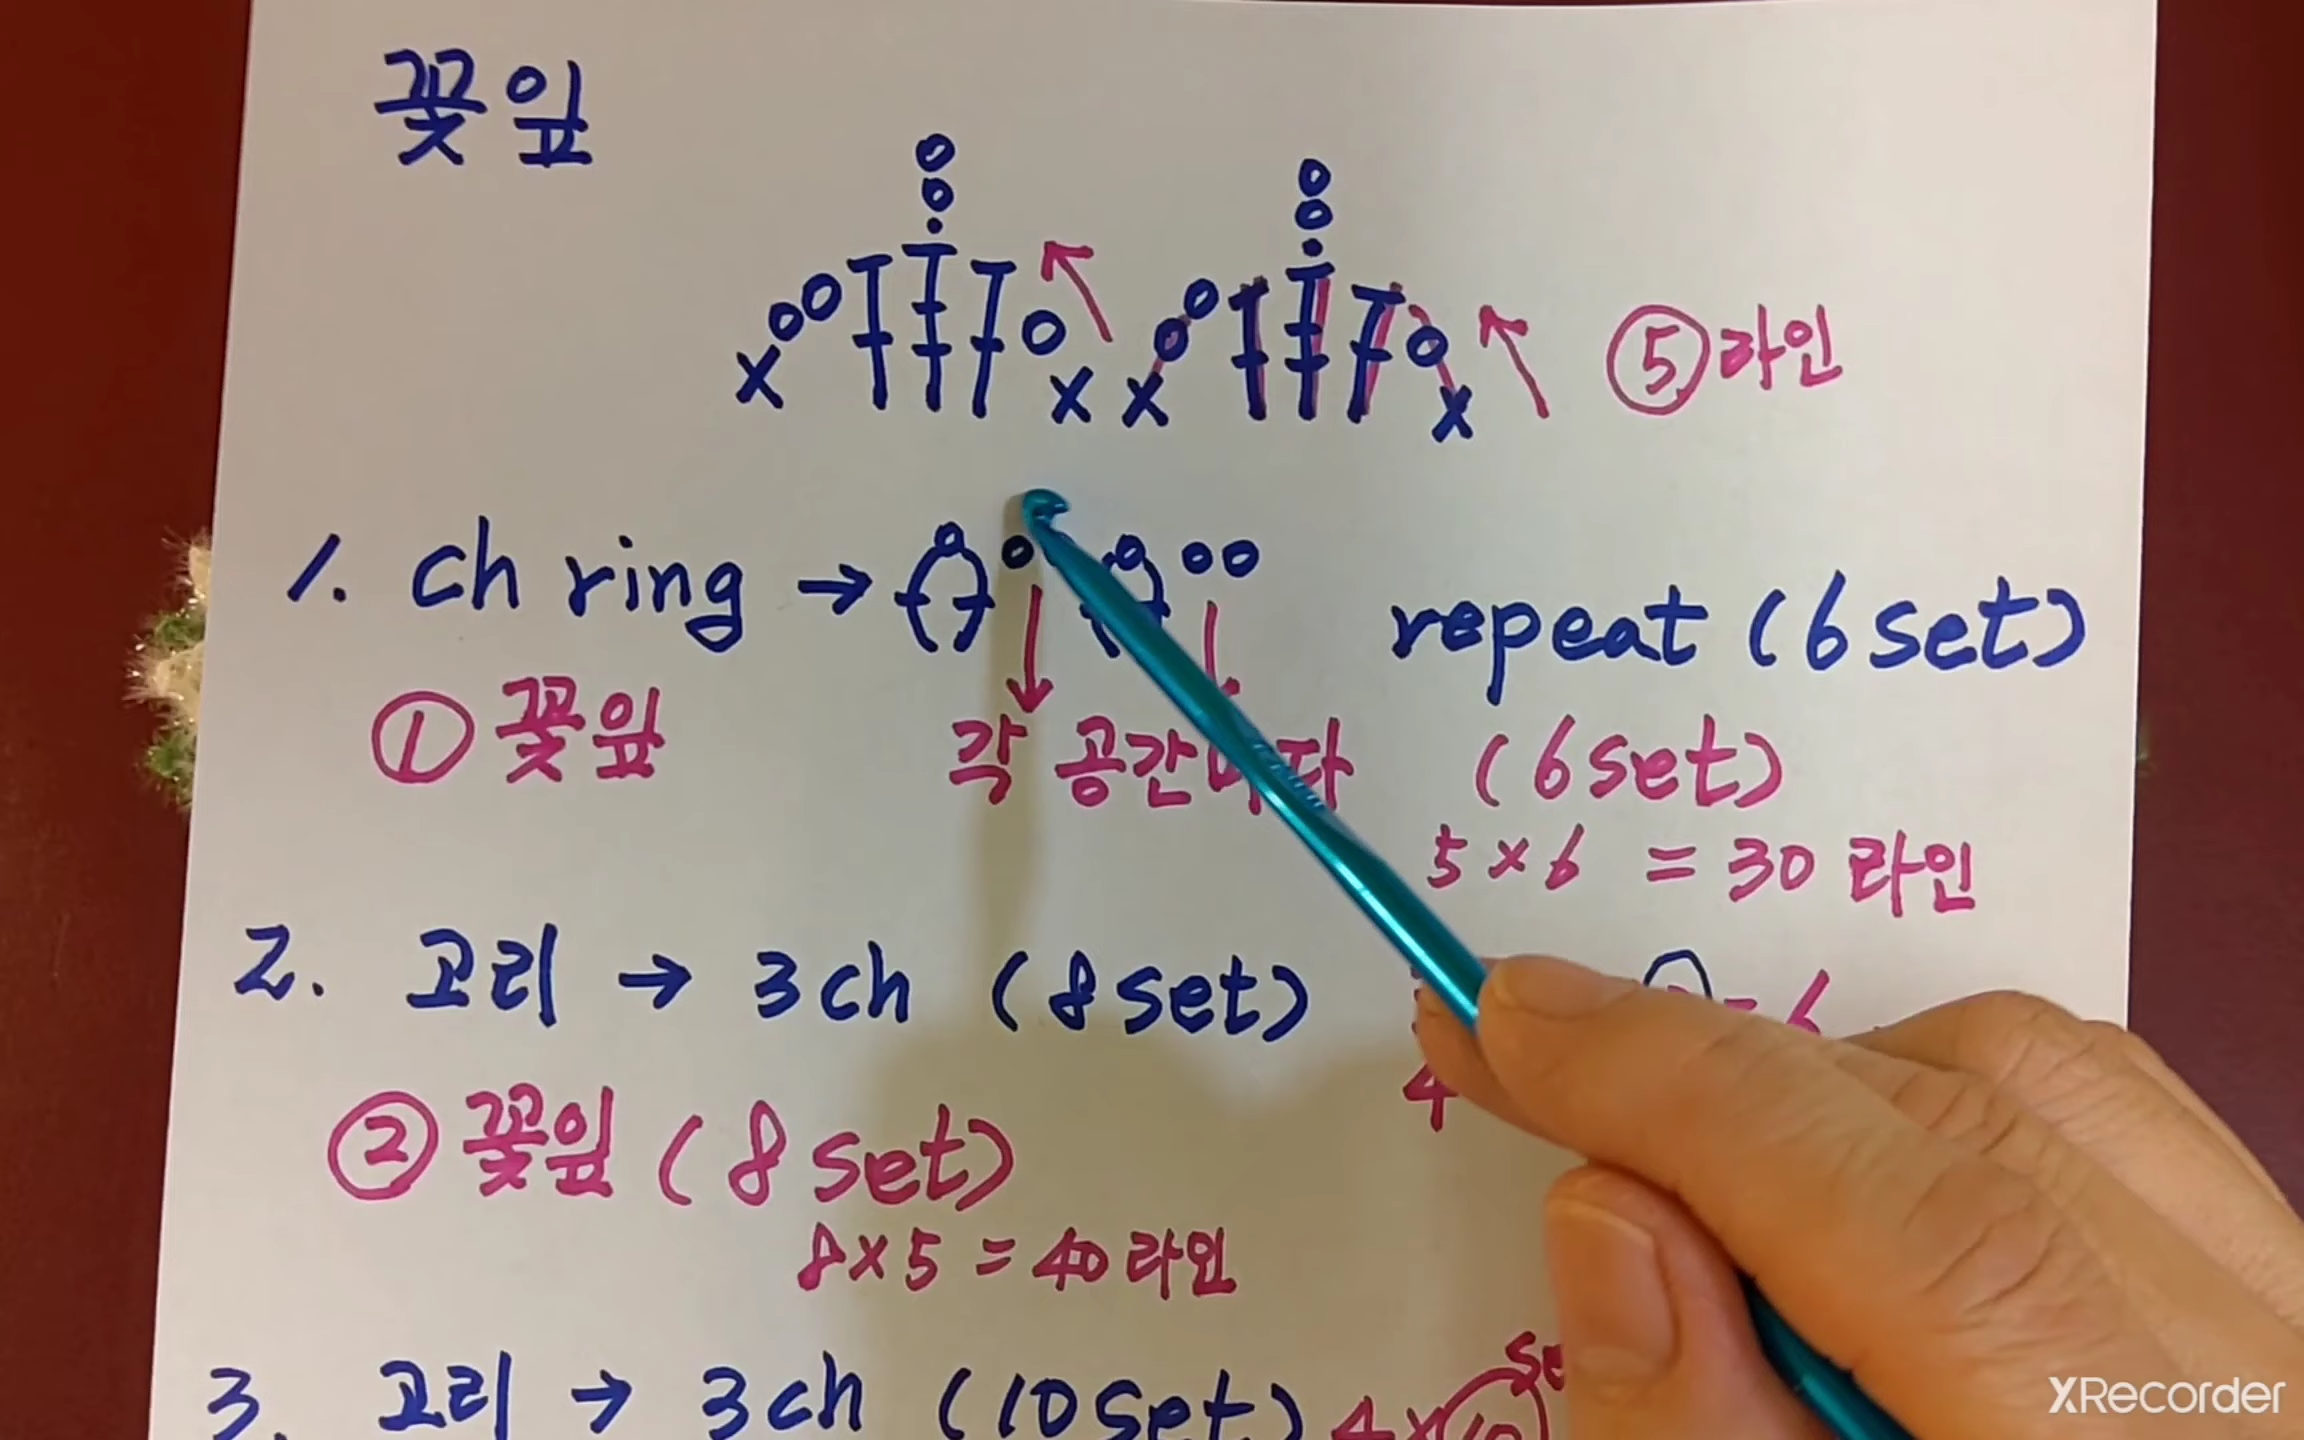 꽃잎
⑤라인
1. ch ring → repeat (6set)
① 꽃잎 각 공간마다 (6set)
5 × 6 = 30 라인
2. 고리 → 3ch (8set)
② 꽃잎 (8set)
8×5 = 40 라인
3. 고리 → 3ch (10set)
XRecorder